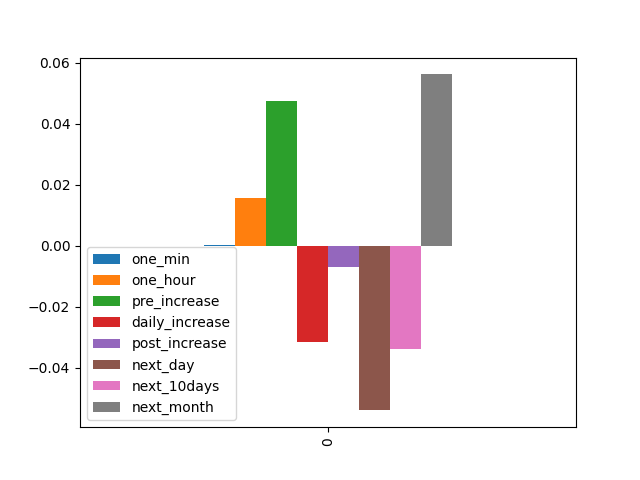 0.06
0.04
0.02
0.00
−0.02
−0.04
one_min
one_hour
pre_increase
daily_increase
post_increase
next_day
next_10days
next_month
0